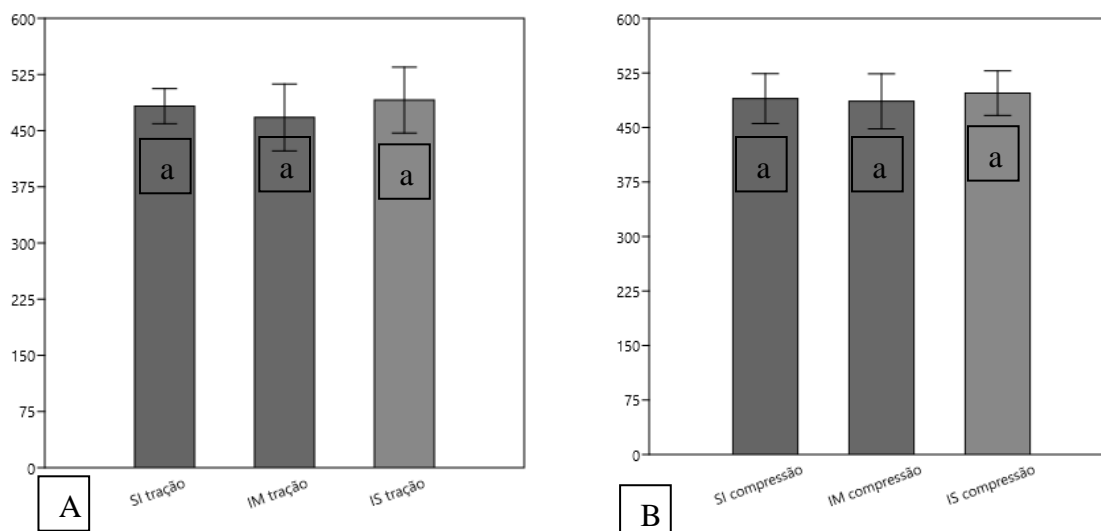 600
525
450
375
300
225
150
75
0
a
a
a
SI tração
IM tração
IS tração
A
600
525
450
375
300
225
150
75
0
a
a
a
SI compressão
IM compressão
IS compressão
B